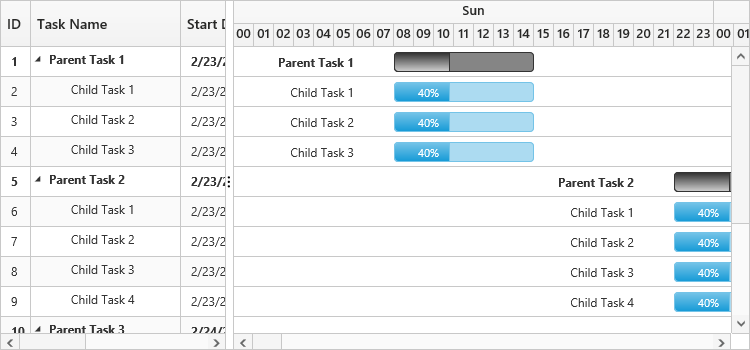 Sun
ID Task Name Start D
00 01 02 03 04 05 06 07 08 09 10 11 12 13 14 15 16 17 18 19 20 21 22 23 00 01
1 Parent Task 1 2/23/2 Parent Task 1
2 Child Task 1 2/23/2 Child Task 1 40%
3 Child Task 2 2/23/2 Child Task 2 40%
4 Child Task 3 2/23/2 Child Task 3 40%
5 Parent Task 2 2/23/2 Parent Task 2
6 Child Task 1 2/23/2 Child Task 1 40%
7 Child Task 2 2/23/2 Child Task 2 40%
8 Child Task 3 2/23/2 Child Task 3 40%
9 Child Task 4 2/23/2 Child Task 4 40%
10 Parent Task 3 2/24/2